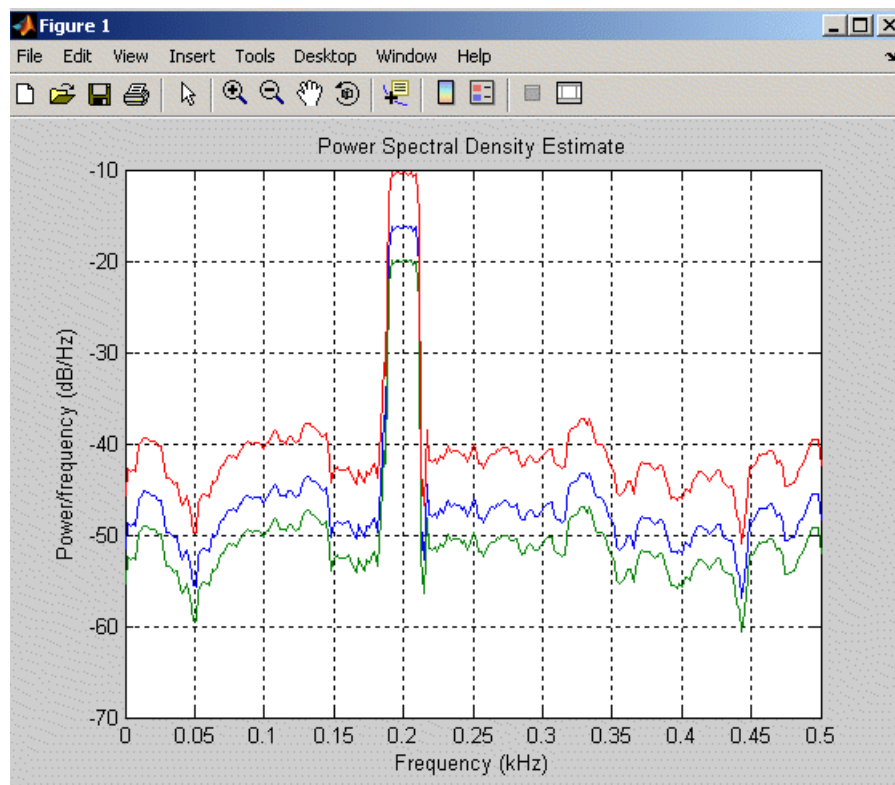 Figure 1
File Edit View Insert Tools Desktop Window Help
Power Spectral Density Estimate
Power/frequency (dB/Hz)
-10
-20
-30
-40
-50
-60
-70
0 0.05 0.1 0.15 0.2 0.25 0.3 0.35 0.4 0.45 0.5
Frequency (kHz)